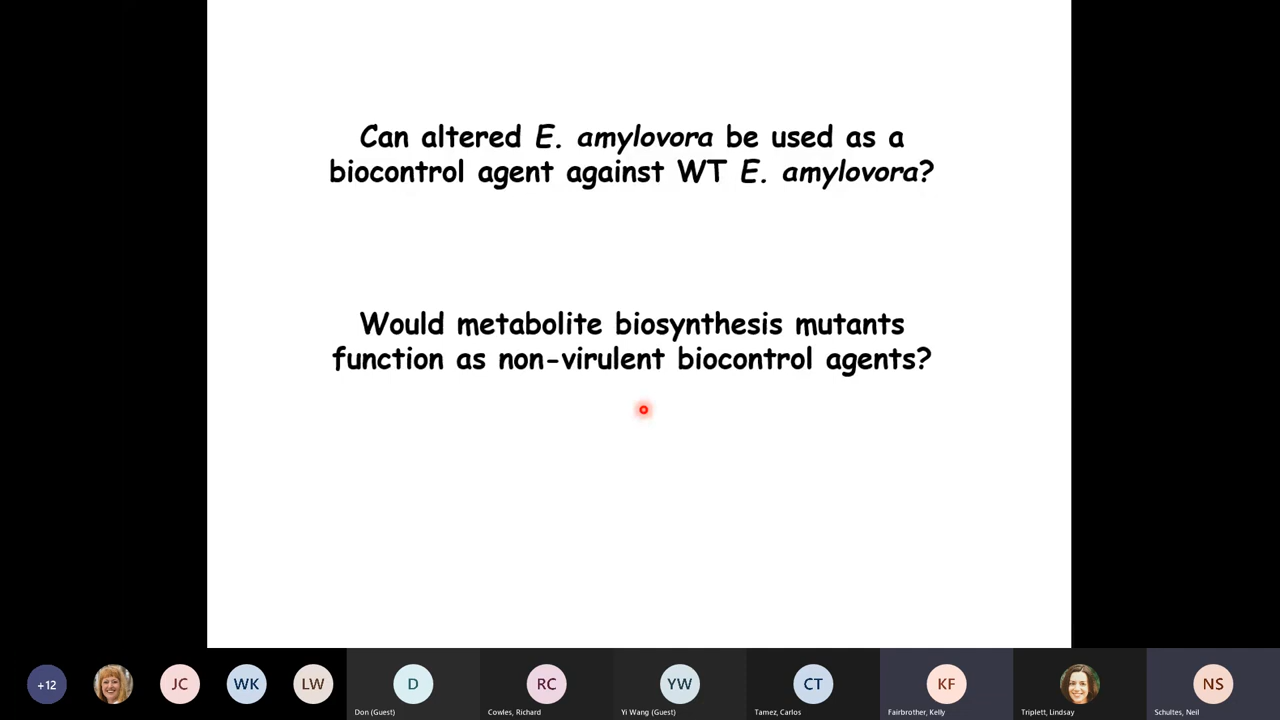 Can altered E. amylovora be used as a
biocontrol agent against WT E. amylovora?
Would metabolite biosynthesis mutants
function as non-virulent biocontrol agents?
+12
JC
WK
LW
D
RC
YW
CT
KF
NS
Don (Guest)
Cowles, Richard
Yi Wang (Guest)
Tamez, Carlos
Fairbrother, Kelly
Triplett, Lindsay
Schultes, Neil